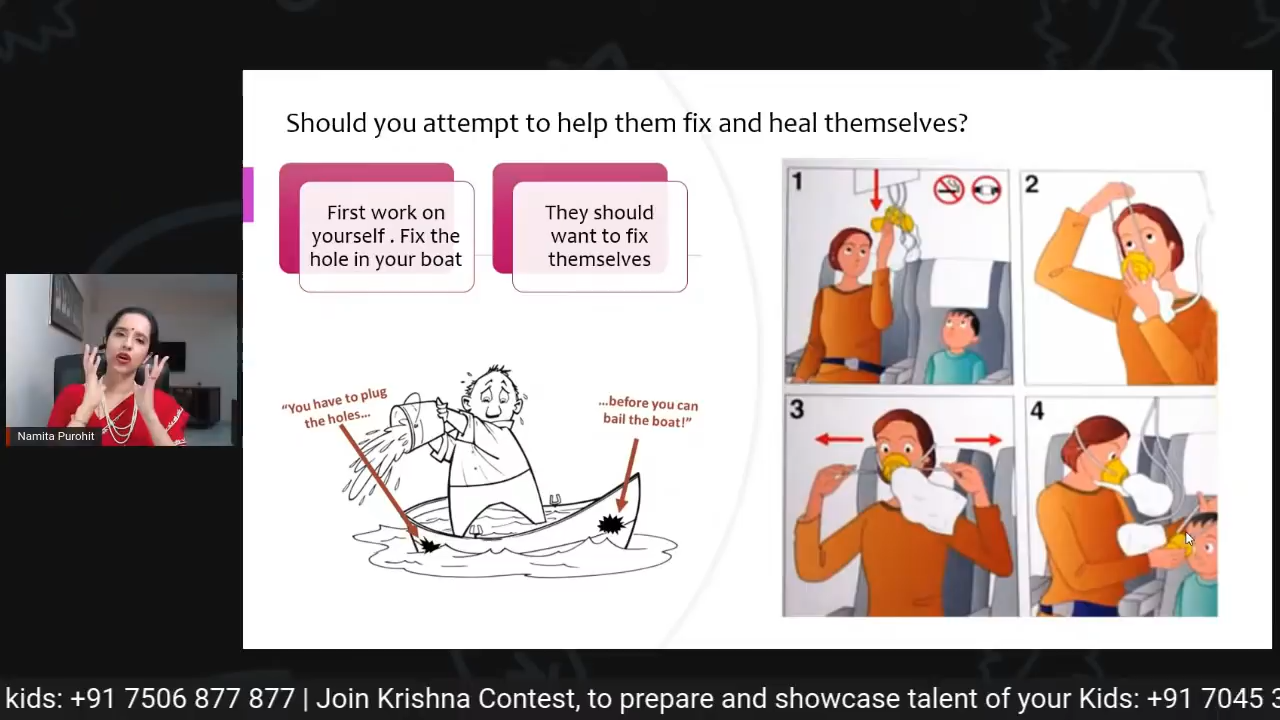 Should you attempt to help them fix and heal themselves?
First work on
yourself . Fix the
hole in your boat
They should
want to fix
themselves
“You have to plug
the holes...
...before you can
bail the boat!”
1
2
3
4
Namita Purohit
kids: +91 7506 877 877 | Join Krishna Contest, to prepare and showcase talent of your Kids: +91 7045